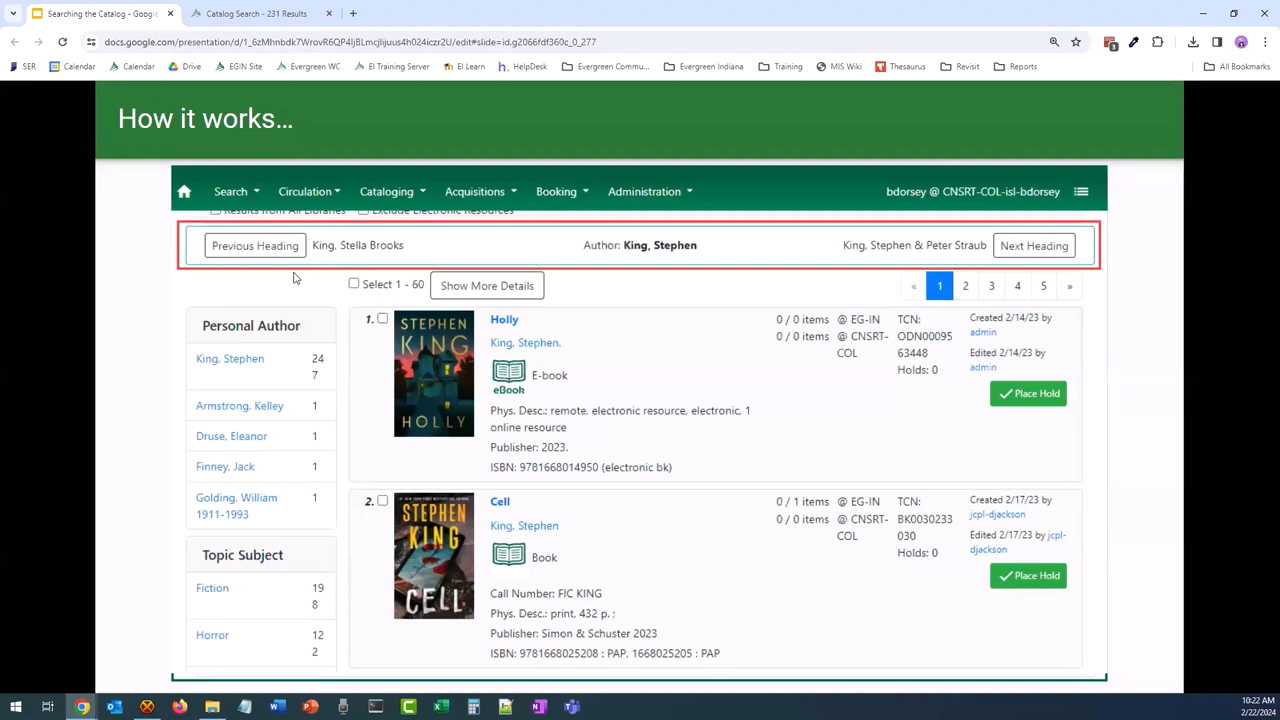 Searching the Catalog - Google
Catalog Search - 231 Results
docs.google.com/presentation/d/1_6zMhnbdk7WrovR6QP4IjBLmcjIijuus4h024iczr2U/edit#slide=id.g2066fdf360c_0_277
SER
Calendar
Calendar
Drive
EGIN Site
Evergreen WC
EI Training Server
EI Learn
HelpDesk
Evergreen Commu...
Evergreen Indiana
Training
MIS Wiki
Thesaurus
Revisit
Reports
All Bookmarks
How it works...
Search
Circulation
Cataloging
Acquisitions
Booking
Administration
bdorsey @ CNSRT-COL-isl-bdorsey
Results from All Libraries
Exclude Electronic Resources
Previous Heading
King, Stella Brooks
Author: King, Stephen
King, Stephen & Peter Straub
Next Heading
Select 1 - 60
Show More Details
« 1 2 3 4 5 »
Personal Author
King, Stephen 24
7
Armstrong, Kelley 1
Druse, Eleanor 1
Finney, Jack 1
Golding, William 1
1911-1993
Topic Subject
Fiction 19
8
Horror 12
2
1.
STEPHEN
KING
HOLLY
Holly
King, Stephen.
eBook
E-book
Phys. Desc.: remote, electronic resource, electronic, 1
online resource
Publisher: 2023.
ISBN: 9781668014950 (electronic bk)
0 / 0 items @ EG-IN
0 / 0 items @ CNSRT-
COL
TCN:
ODN00095
63448
Holds: 0
Created 2/14/23 by
admin
Edited 2/14/23 by
admin
Place Hold
2.
STEPHEN
KING
CELL
Cell
King, Stephen
Book
Call Number: FIC KING
Phys. Desc.: print, 432 p. ;
Publisher: Simon & Schuster 2023
ISBN: 9781668025208 : PAP, 1668025205 : PAP
0 / 1 items @ EG-IN
0 / 0 items @ CNSRT-
COL
TCN:
BK0030233
030
Holds: 0
Created 2/17/23 by
jcpl-djackson
Edited 2/17/23 by jcpl-
djackson
Place Hold
10:22 AM
2/22/2024